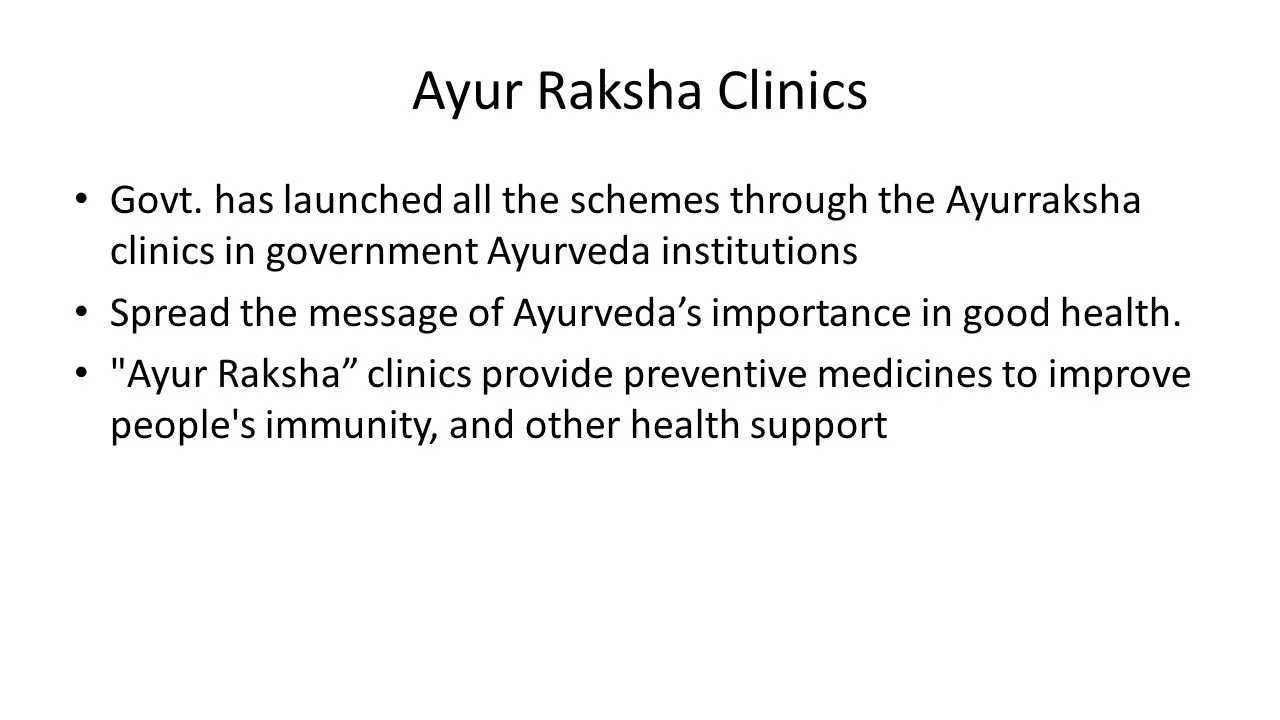 Ayur Raksha Clinics
• Govt. has launched all the schemes through the Ayurraksha
clinics in government Ayurveda institutions
• Spread the message of Ayurveda’s importance in good health.
• "Ayur Raksha” clinics provide preventive medicines to improve
people's immunity, and other health support